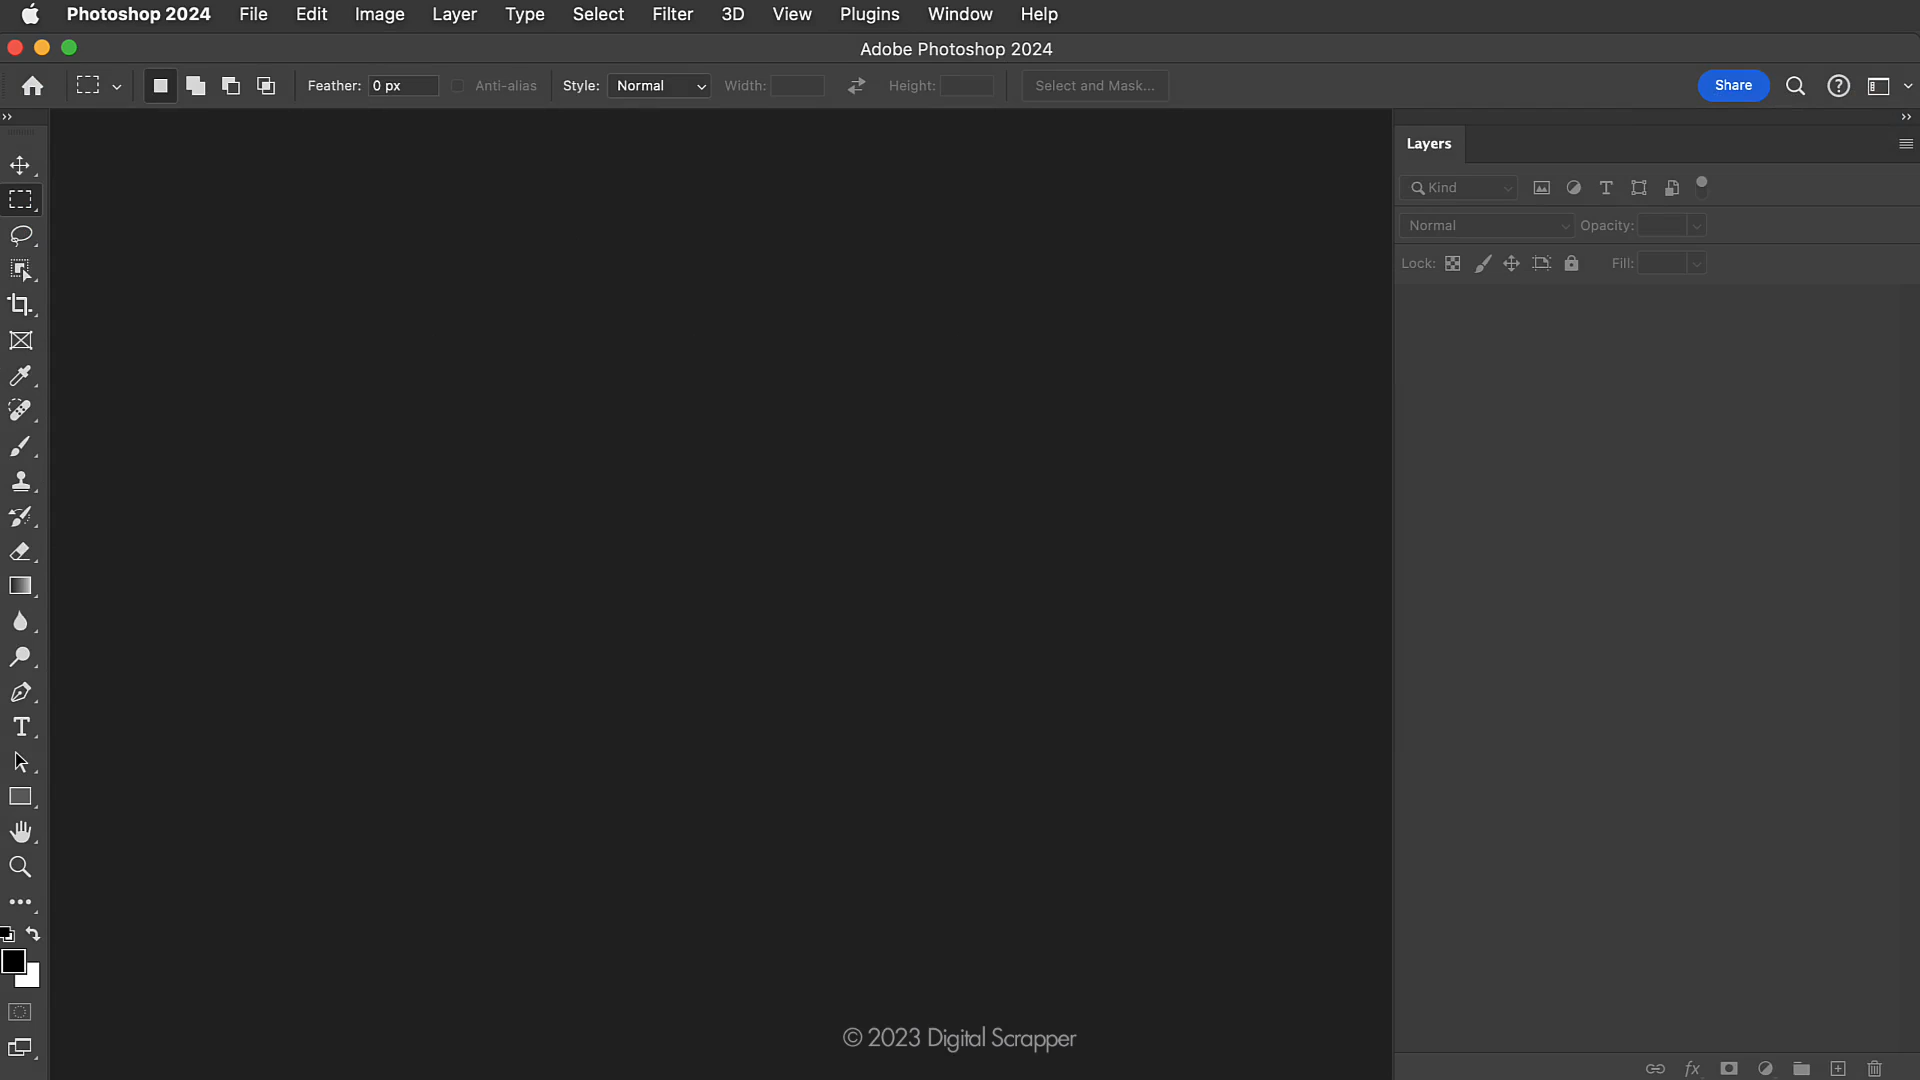 Photoshop 2024 File Edit Image Layer Type Select Filter 3D View Plugins Window Help
Adobe Photoshop 2024
Feather: 0 px Anti-alias Style: Normal Width: Height: Select and Mask... Share
Layers
Kind
Normal Opacity:
Lock: Fill:
© 2023 Digital Scrapper